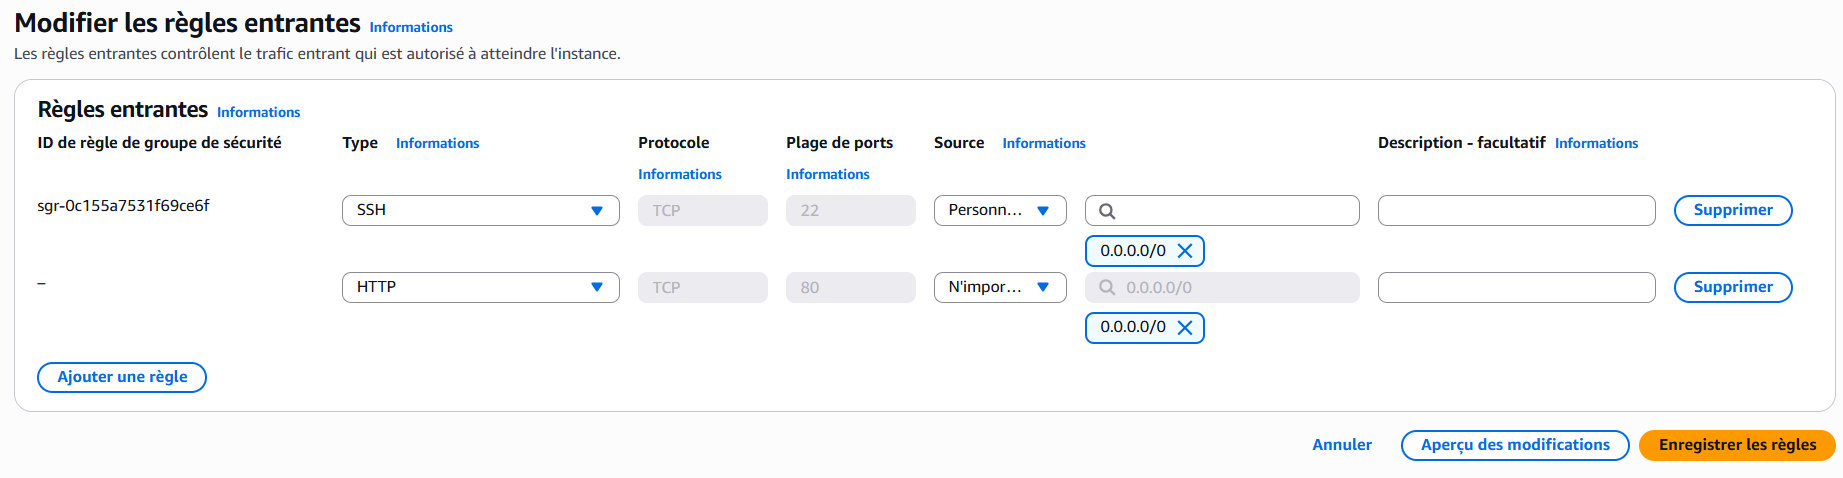 Modifier les règles entrantes Informations
Les règles entrantes contrôlent le trafic entrant qui est autorisé à atteindre l'instance.
Règles entrantes Informations
ID de règle de groupe de sécurité Type Informations Protocole Informations Plage de ports Informations Source Informations Description - facultatif Informations
sgr-0c155a7531f69ce6f SSH TCP 22 Personn... Supprimer
0.0.0.0/0
– HTTP TCP 80 N'impor... 0.0.0.0/0 Supprimer
0.0.0.0/0
Ajouter une règle
Annuler Aperçu des modifications Enregistrer les règles